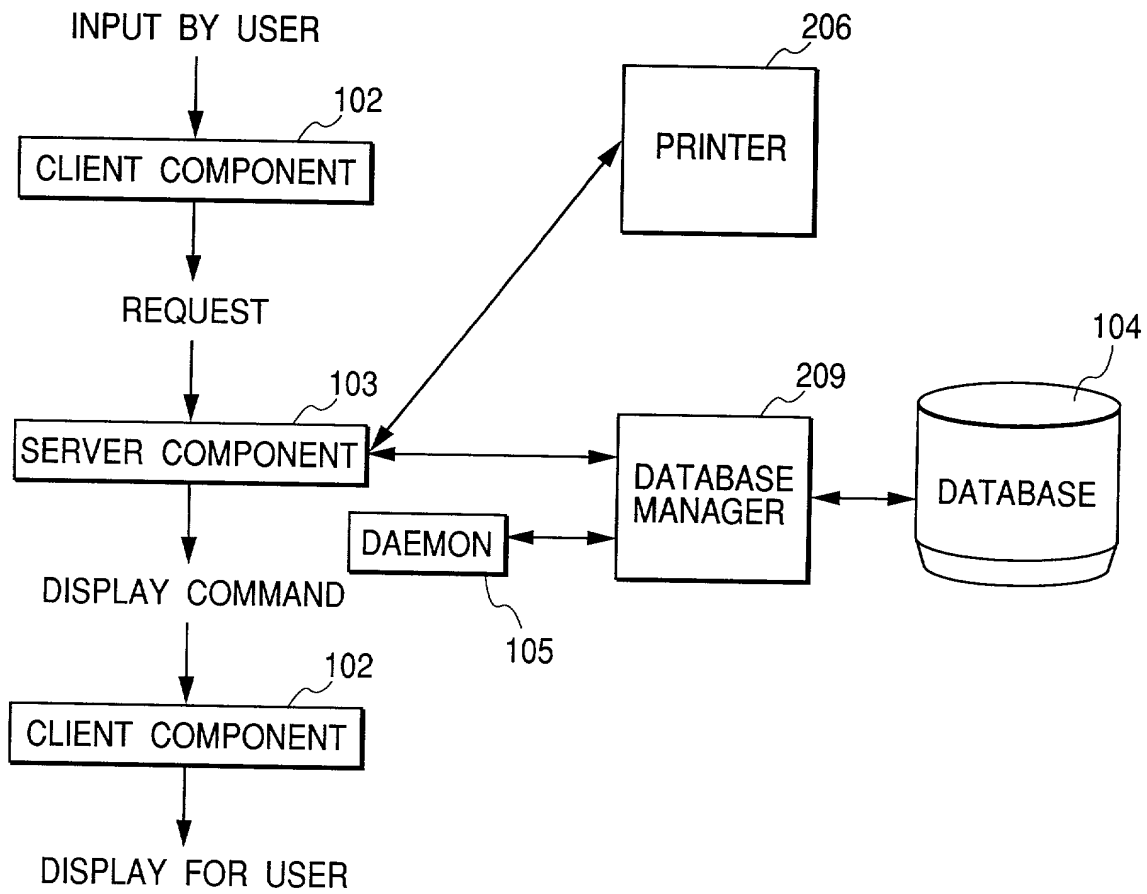 INPUT BY USER
206
102
PRINTER
CLIENT COMPONENT
REQUEST
104
103
209
SERVER COMPONENT
DATABASE
MANAGER
DATABASE
DAEMON
DISPLAY COMMAND
105
102
CLIENT COMPONENT
DISPLAY FOR USER